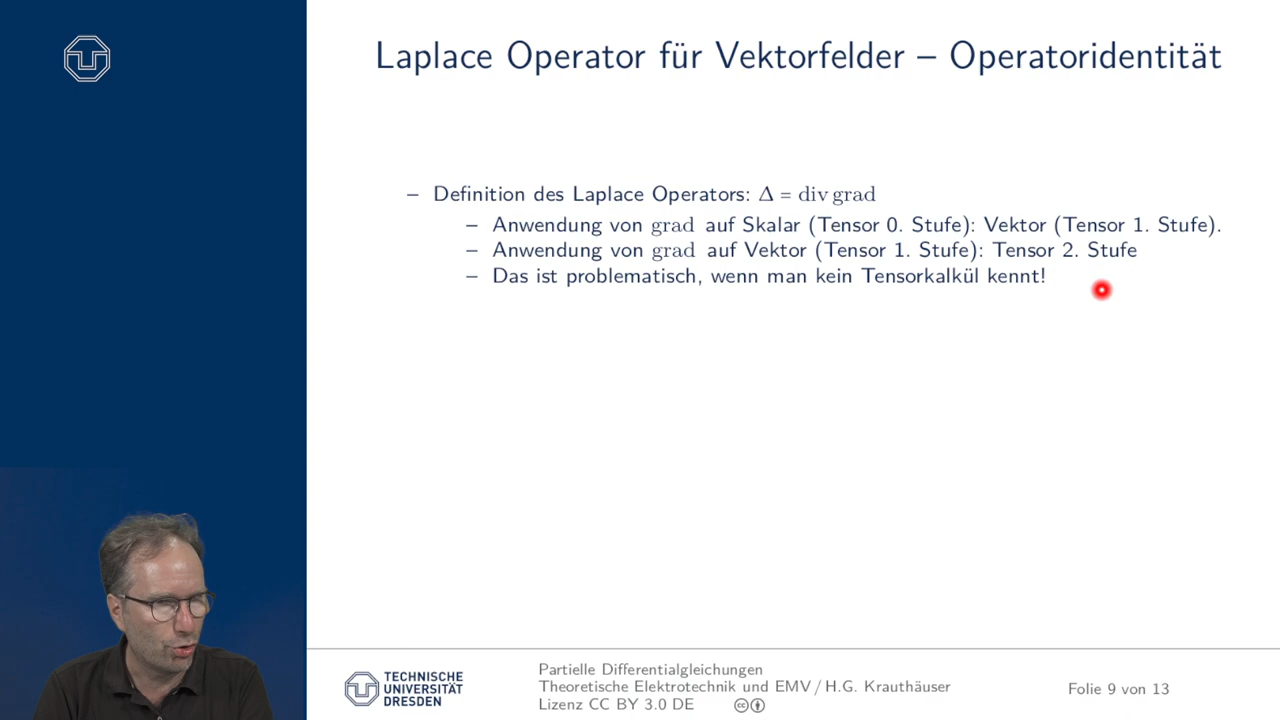 Laplace Operator für Vektorfelder – Operatoridentität
– Definition des Laplace Operators: Δ = div grad
– Anwendung von grad auf Skalar (Tensor 0. Stufe): Vektor (Tensor 1. Stufe).
– Anwendung von grad auf Vektor (Tensor 1. Stufe): Tensor 2. Stufe
– Das ist problematisch, wenn man kein Tensorkalkül kennt!
TECHNISCHE
UNIVERSITÄT
DRESDEN
Partielle Differentialgleichungen
Theoretische Elektrotechnik und EMV / H.G. Krauthäuser
Lizenz CC BY 3.0 DE
Folie 9 von 13